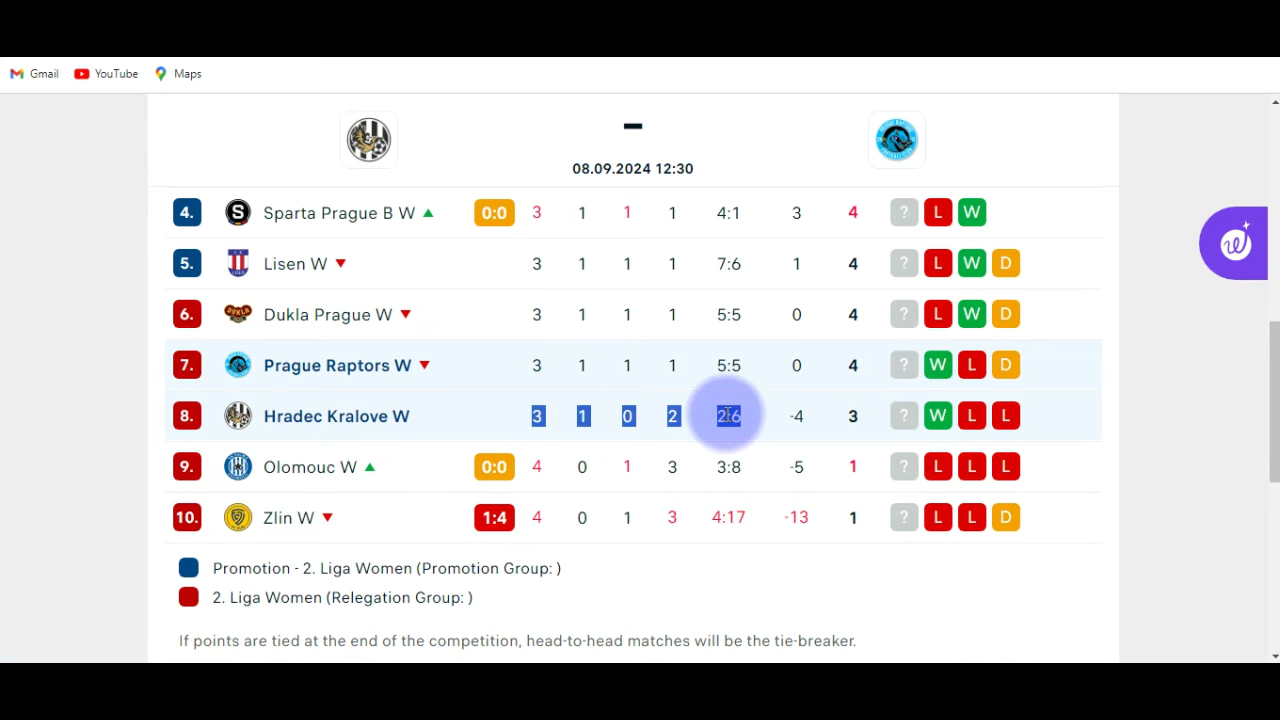 Gmail YouTube Maps
-
08.09.2024 12:30
4. S Sparta Prague B W 0:0 3 1 1 1 4:1 3 4 ? L W
5. Lisen W 3 1 1 1 7:6 1 4 ? L W D
6. Dukla Prague W 3 1 1 1 5:5 0 4 ? L W D
7. Prague Raptors W 3 1 1 1 5:5 0 4 ? W L D
8. Hradec Kralove W 3 1 0 2 2:6 -4 3 ? W L L
9. Olomouc W 0:0 4 0 1 3 3:8 -5 1 ? L L L
10. Zlin W 1:4 4 0 1 3 4:17 -13 1 ? L L D
Promotion - 2. Liga Women (Promotion Group: )
2. Liga Women (Relegation Group: )
If points are tied at the end of the competition, head-to-head matches will be the tie-breaker.